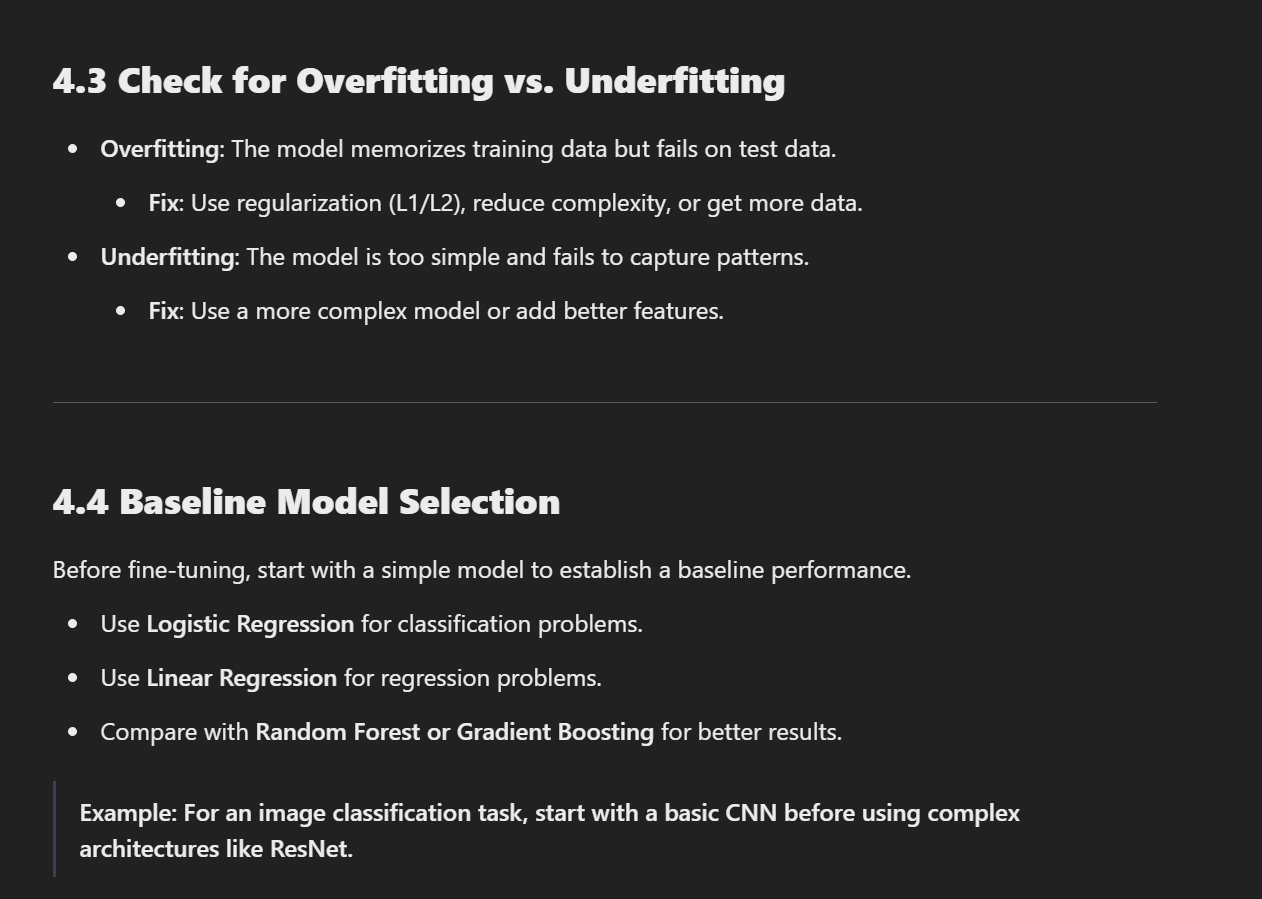 4.3 Check for Overfitting vs. Underfitting
Overfitting: The model memorizes training data but fails on test data.
Fix: Use regularization (L1/L2), reduce complexity, or get more data.
Underfitting: The model is too simple and fails to capture patterns.
Fix: Use a more complex model or add better features.
4.4 Baseline Model Selection
Before fine-tuning, start with a simple model to establish a baseline performance.
Use Logistic Regression for classification problems.
Use Linear Regression for regression problems.
Compare with Random Forest or Gradient Boosting for better results.
Example: For an image classification task, start with a basic CNN before using complex
architectures like ResNet.